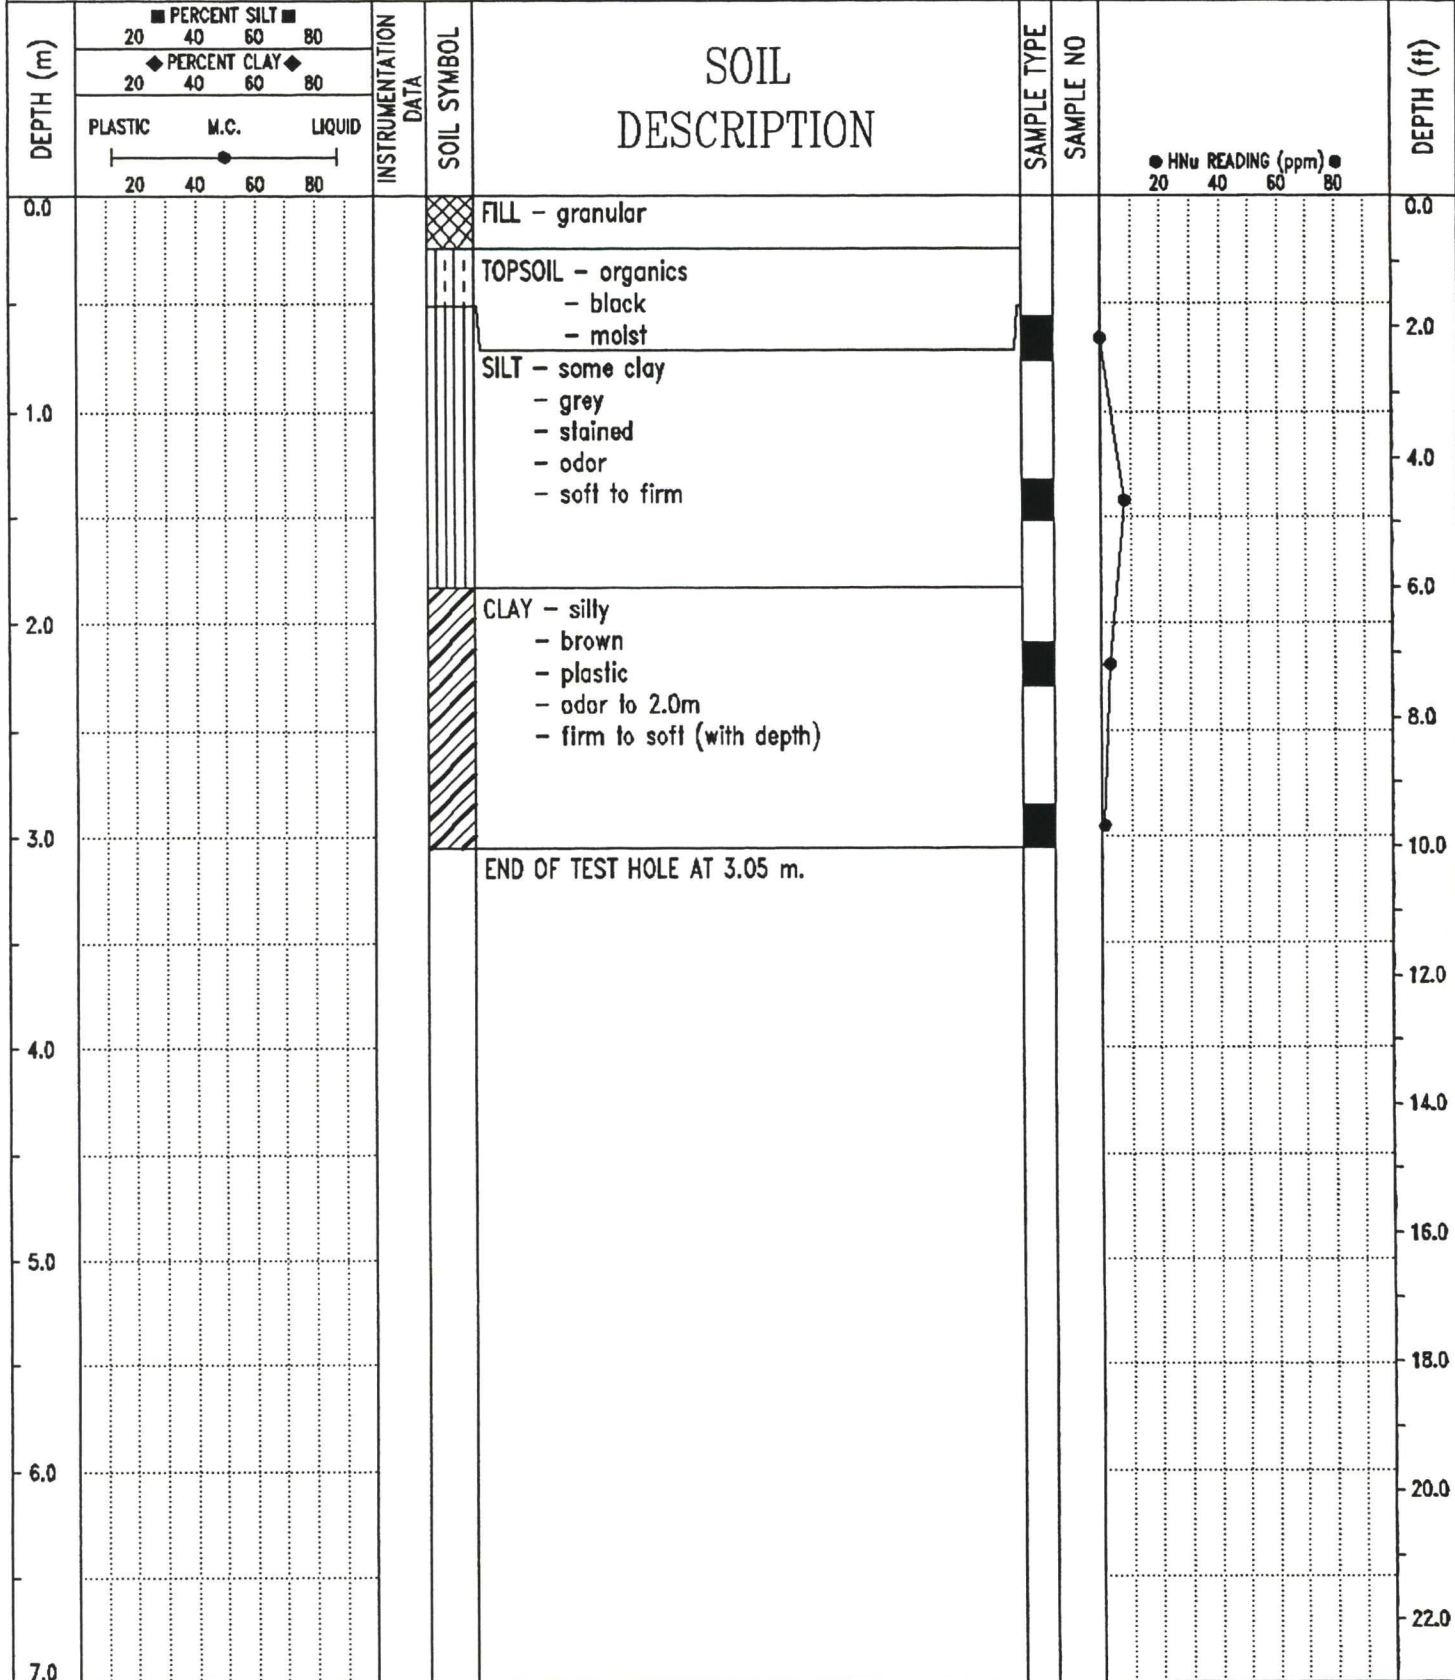 DEPTH (m)
■ PERCENT SILT ■
20 40 60 80
◆ PERCENT CLAY ◆
20 40 60 80
PLASTIC M.C. LIQUID
20 40 60 80
INSTRUMENTATION
DATA
SOIL SYMBOL
SOIL
DESCRIPTION
SAMPLE TYPE
SAMPLE NO
● HNu READING (ppm) ●
20 40 60 80
DEPTH (ft)
0.0
1.0
2.0
3.0
4.0
5.0
6.0
7.0
FILL - granular
TOPSOIL - organics
- black
- moist
SILT - some clay
- grey
- stained
- odor
- soft to firm
CLAY - silty
- brown
- plastic
- odor to 2.0m
- firm to soft (with depth)
END OF TEST HOLE AT 3.05 m.
0.0
2.0
4.0
6.0
8.0
10.0
12.0
14.0
16.0
18.0
20.0
22.0